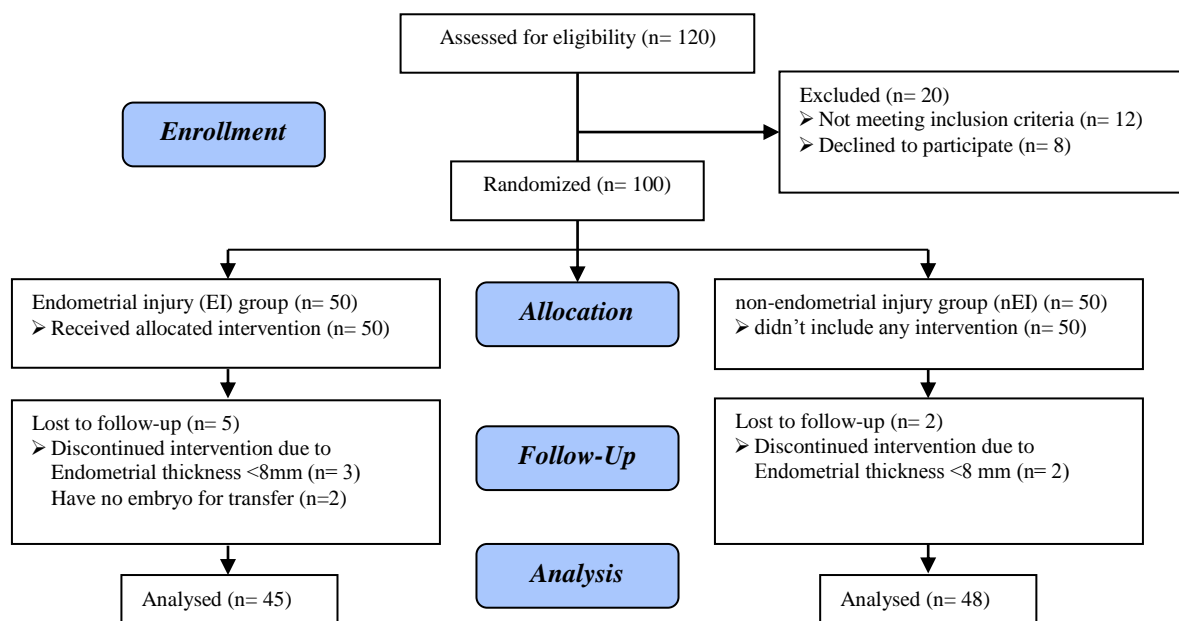 Assessed for eligibility (n= 120)
Excluded (n= 20)
➢ Not meeting inclusion criteria (n= 12)
➢ Declined to participate (n= 8)
Enrollment
Randomized (n= 100)
Endometrial injury (EI) group (n= 50)
➢ Received allocated intervention (n= 50)
Allocation
non-endometrial injury group (nEI) (n= 50)
➢ didn’t include any intervention (n= 50)
Lost to follow-up (n= 5)
➢ Discontinued intervention due to
Endometrial thickness <8mm (n= 3)
Have no embryo for transfer (n=2)
Follow-Up
Lost to follow-up (n= 2)
➢ Discontinued intervention due to
Endometrial thickness <8 mm (n= 2)
Analysis
Analysed (n= 45)
Analysed (n= 48)